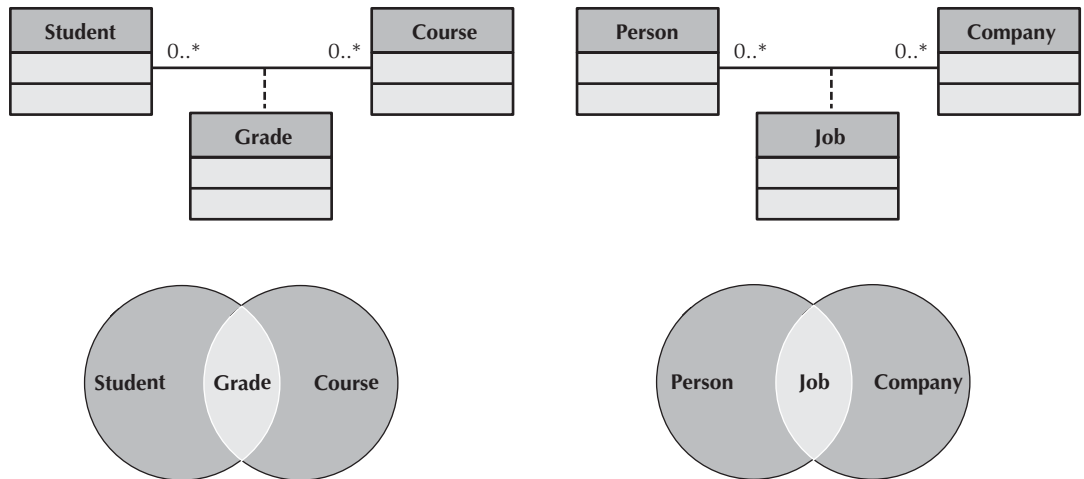 Student
Course
0..*
0..*
Grade
Person
Company
0..*
0..*
Job
Student
Grade
Course
Person
Job
Company